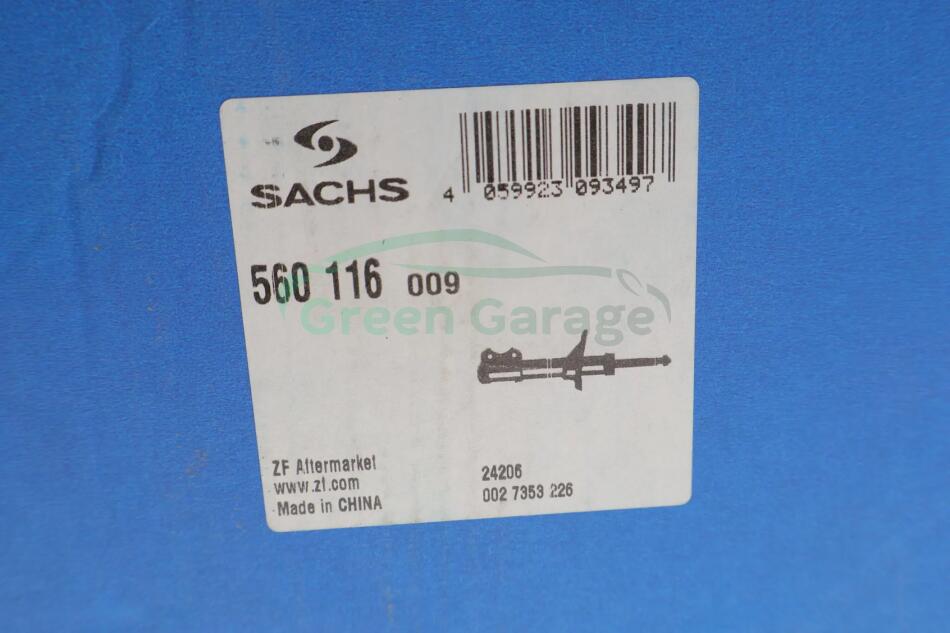 SACHS
4 059923 093497
560 116 009
Green Garage
ZF Aftermarket
www.zf.com
Made in CHINA
24206
002 7353 226